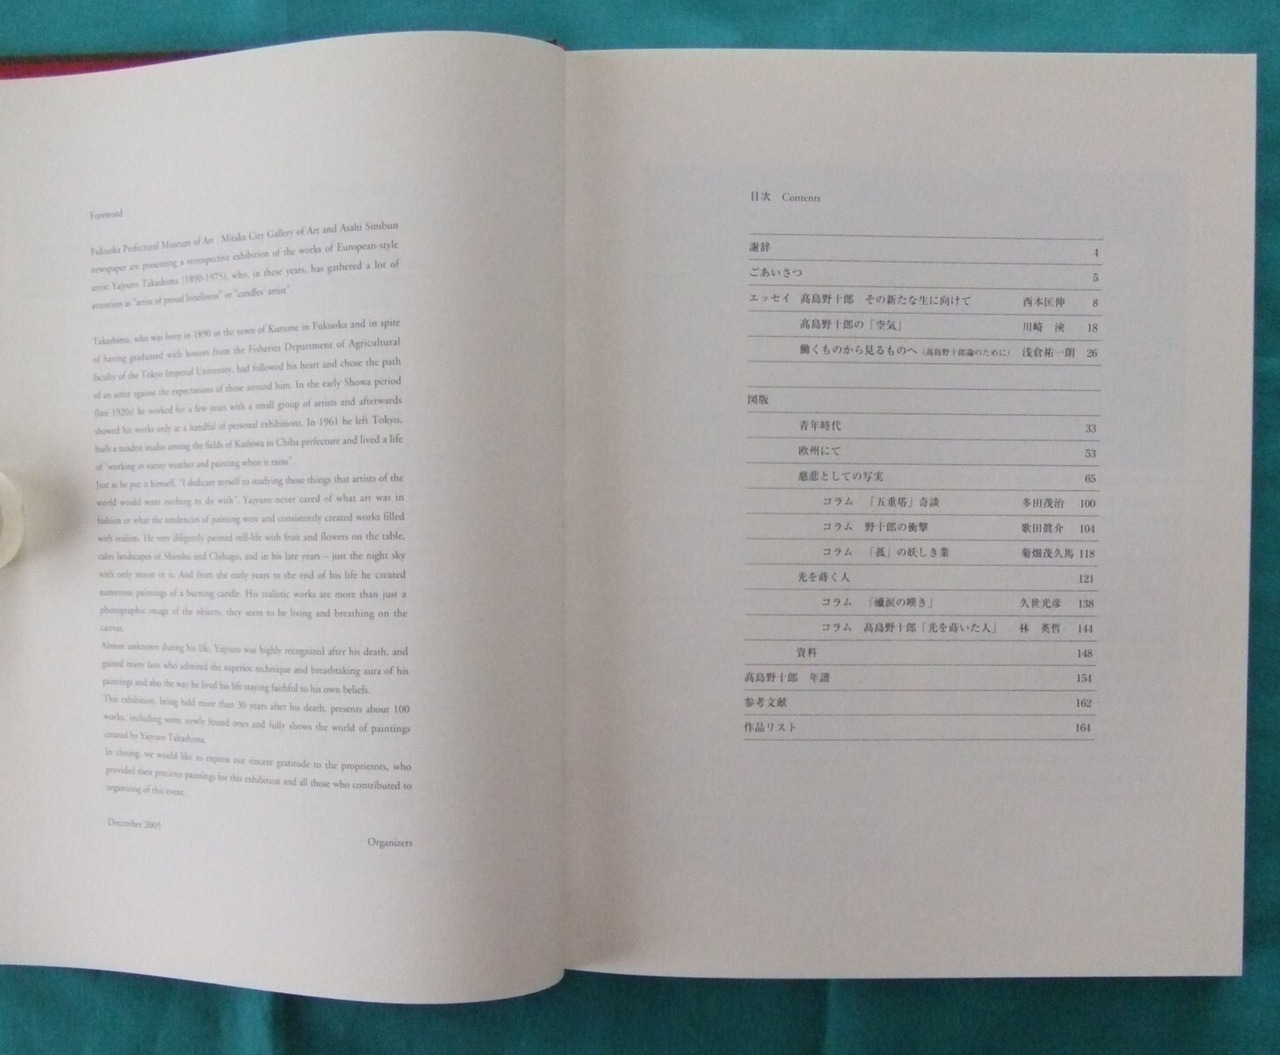 Foreword
Fukuoka Prefectural Museum of Art , Mitaka City Gallery of Art and Asahi Simbun
newspaper are presenting a retrospective exhibition of the works of European-style
artist Yajyuro Takashima (1890-1975), who, in these years, has gathered a lot of
attention as "artist of proud loneliness" or "candles' artist".
Takashima, who was born in 1890 in the town of Kurume in Fukuoka and in spite
of having graduated with honors from the Fisheries Department of Agricultural
faculty of the Tokyo Imperial University, had followed his heart and chose the path
of an artist against the expectations of those around him. In the early Showa period
(late 1920s) he worked for a few years with a small group of artists and afterwards
showed his works only at a handful of personal exhibitions. In 1961 he left Tokyo,
built a modest studio among the fields of Kashiwa in Chiba prefecture and lived a life
of "working in sunny weather and painting when it rains".
Just as he put it himself, "I dedicate myself to studying those things that artists of the
world would want nothing to do with". Yajyuro never cared of what art was in
fashion or what the tendencies of painting were and consistently created works filled
with realism. He very diligently painted still-life with fruit and flowers on the table,
calm landscapes of Shinshu and Chikugo, and in his late years – just the night sky
with only moon in it. And from the early years to the end of his life he created
numerous paintings of a burning candle. His realistic works are more than just a
photographic image of the objects, they seem to be living and breathing on the
canvas.
Almost unknown during his life, Yajyuro was highly recognized after his death, and
gained many fans who admired the superior technique and breathtaking aura of his
paintings and also the way he lived his life staying faithful to his own beliefs.
This exhibition, being held more than 30 years after his death, presents about 100
works, including some newly found ones and fully shows the world of paintings
created by Yajyuro Takashima.
In closing, we would like to express our sincere gratitude to the proprietors, who
provided their precious paintings for this exhibition and all those who contributed to
organizing of this event.
December 2005
Organizers
目次 Contents
謝辞 4
ごあいさつ 5
エッセイ 髙島野十郎 その新たな生に向けて 西本匡伸 8
髙島野十郎の「空気」 川崎 浹 18
働くものから見るものへ（髙島野十郎論のために） 浅倉祐一朗 26
図版
青年時代 33
欧州にて 53
慈悲としての写実 65
コラム 「五重塔」奇談 多田茂治 100
コラム 野十郎の衝撃 歌田眞介 104
コラム 「孤」の妖しき業 菊畑茂久馬 118
光を蒔く人 121
コラム 「蠟涙の嘆き」 久世光彦 138
コラム 髙島野十郎「光を蒔いた人」 林 英哲 144
資料 148
髙島野十郎 年譜 154
参考文献 162
作品リスト 164